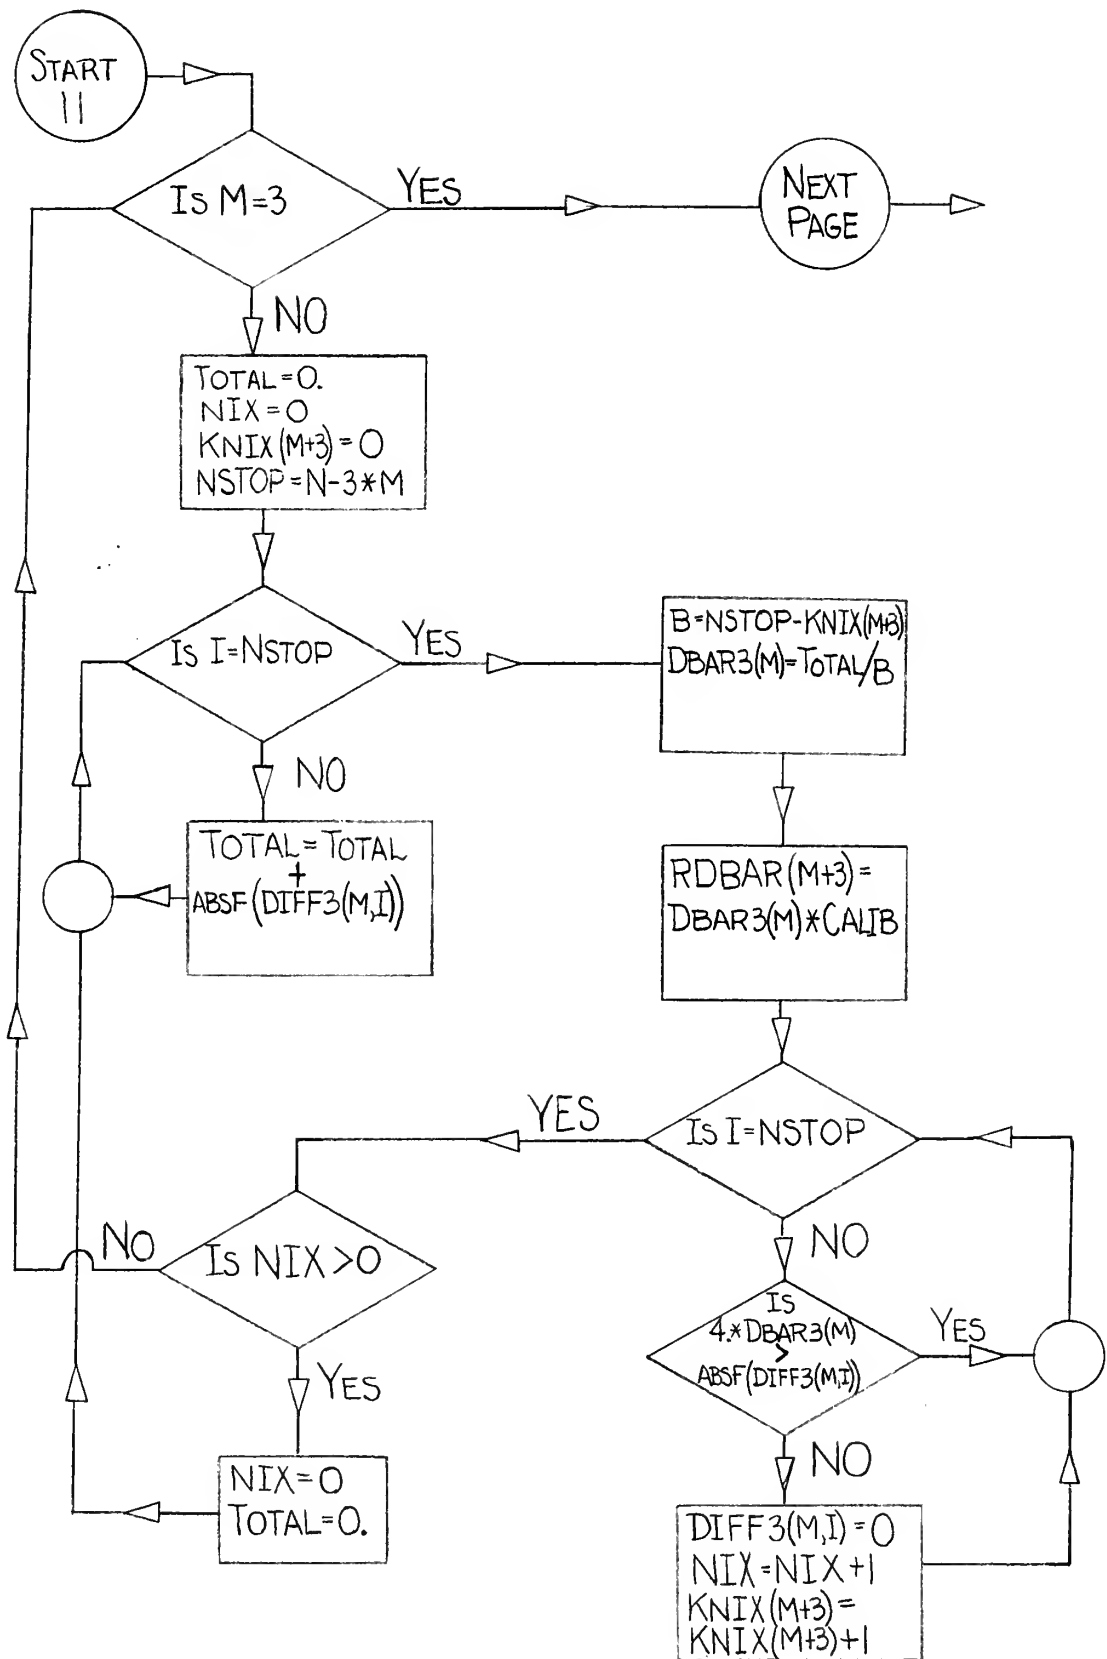 START
11
IS M=3
YES
NEXT
PAGE
NO
TOTAL=0.
NIX=0
KNIX(M+3)=0
NSTOP=N-3*M
IS I=NSTOP
YES
B=NSTOP-KNIX(M+3)
DBAR3(M)=TOTAL/B
NO
TOTAL=TOTAL
+
ABSF(DIFF3(M,I))
RDBAR(M+3)=
DBAR3(M)*CALIB
YES
IS I=NSTOP
NO
IS NIX>0
NO
IS
4.*DBAR3(M)
>
ABSF(DIFF3(M,I))
YES
YES
NO
NIX=0
TOTAL=0.
DIFF3(M,I)=0
NIX=NIX+1
KNIX(M+3)=
KNIX(M+3)+1